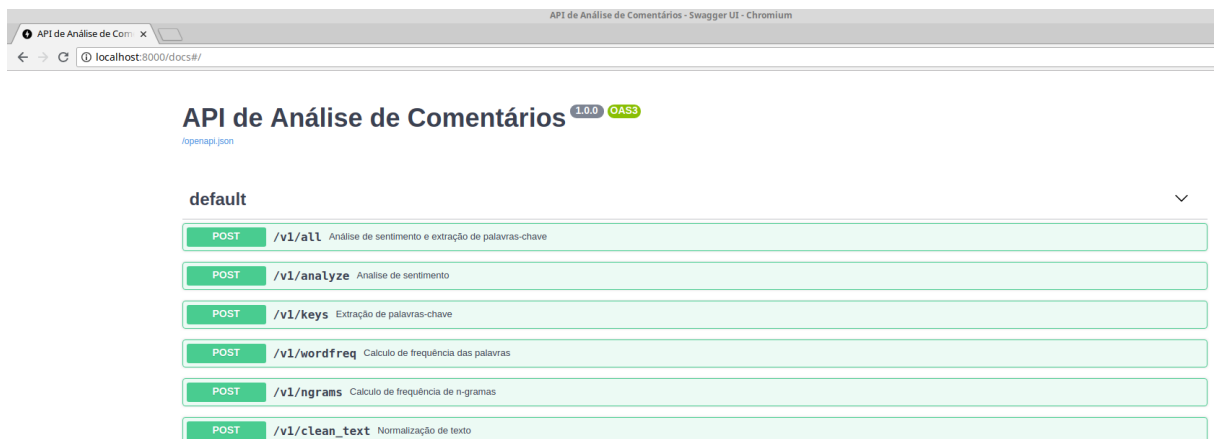 API de Análise de Comentários - Swagger UI - Chromium
API de Análise de Com
localhost:8000/docs#/
API de Análise de Comentários 1.0.0 OAS3
/openapi.json
default
POST /v1/all Análise de sentimento e extração de palavras-chave
POST /v1/analyze Analise de sentimento
POST /v1/keys Extração de palavras-chave
POST /v1/wordfreq Calculo de frequência das palavras
POST /v1/ngrams Calculo de frequência de n-gramas
POST /v1/clean_text Normalização de texto